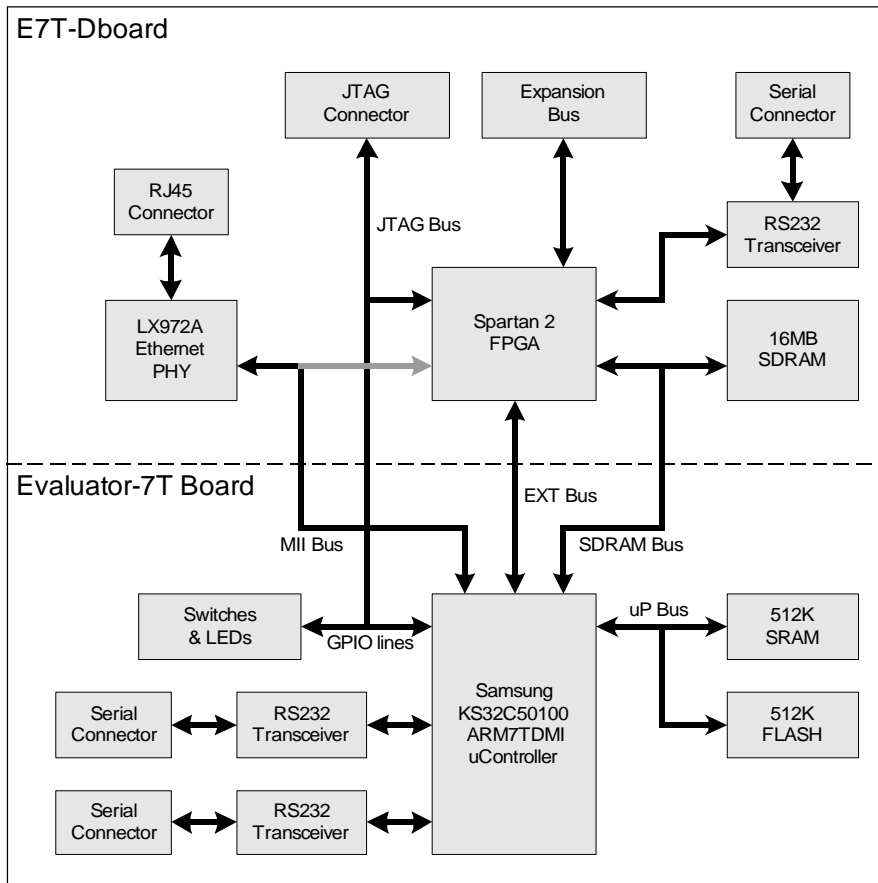 E7T-Dboard
JTAG
Connector
Expansion
Bus
Serial
Connector
RJ45
Connector
JTAG Bus
RS232
Transceiver
LX972A
Ethernet
PHY
Spartan 2
FPGA
16MB
SDRAM
Evaluator-7T Board
EXT Bus
MII Bus
SDRAM Bus
Switches
& LEDs
GPIO lines
uP Bus
512K
SRAM
Samsung
KS32C50100
ARM7TDMI
uController
Serial
Connector
RS232
Transceiver
512K
FLASH
Serial
Connector
RS232
Transceiver